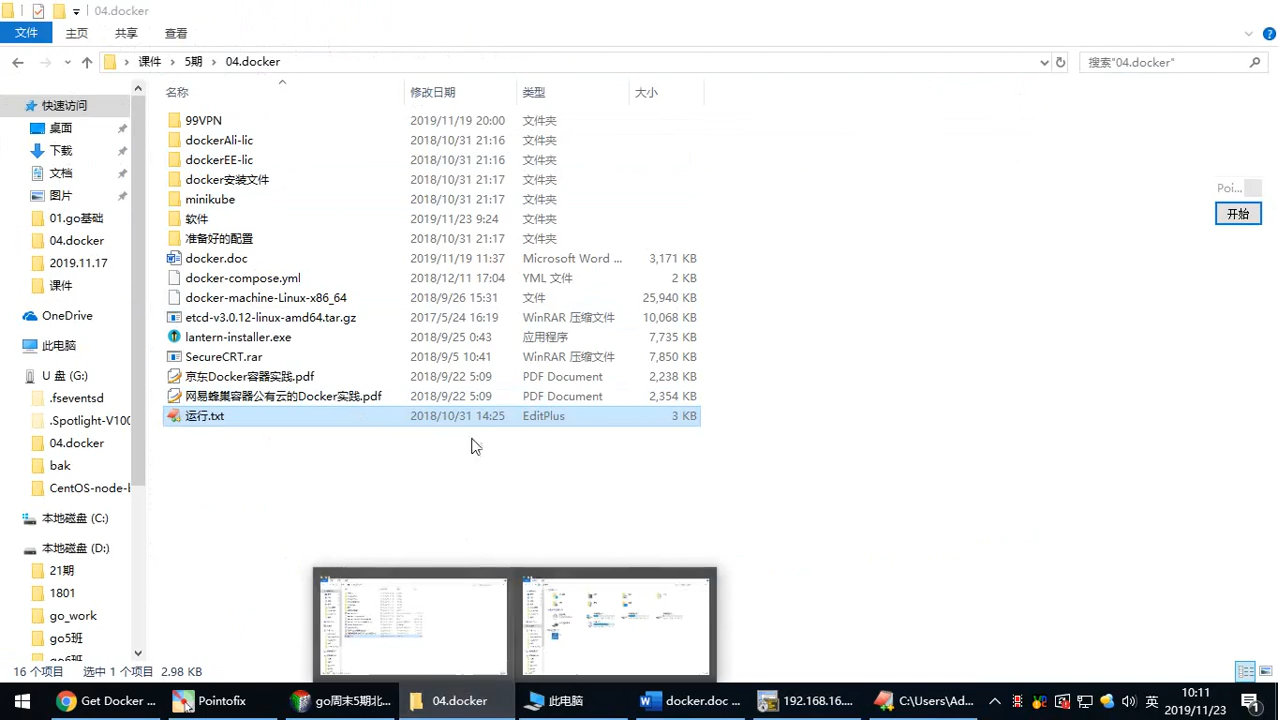 04.docker
文件 主页 共享 查看
课件 5期 04.docker 搜索"04.docker"
名称 修改日期 类型 大小
99VPN 2019/11/19 20:00 文件夹
dockerAli-lic 2018/10/31 21:16 文件夹
dockerEE-lic 2018/10/31 21:16 文件夹
docker安装文件 2018/10/31 21:17 文件夹
minikube 2018/10/31 21:17 文件夹
软件 2019/11/23 9:24 文件夹
准备好的配置 2018/10/31 21:17 文件夹
docker.doc 2019/11/19 11:37 Microsoft Word ... 3,171 KB
docker-compose.yml 2018/12/11 17:04 YML 文件 2 KB
docker-machine-Linux-x86_64 2018/9/26 15:31 文件 25,940 KB
etcd-v3.0.12-linux-amd64.tar.gz 2017/5/24 16:19 WinRAR 压缩文件 10,068 KB
lantern-installer.exe 2018/9/25 0:43 应用程序 7,735 KB
SecureCRT.rar 2018/9/5 10:41 WinRAR 压缩文件 7,850 KB
京东Docker容器实践.pdf 2018/9/22 5:09 PDF Document 2,238 KB
网易蜂巢容器公有云的Docker实践.pdf 2018/9/22 5:09 PDF Document 2,354 KB
运行.txt 2018/10/31 14:25 EditPlus 3 KB
快速访问
桌面
下载
文档
图片
01.go基础
04.docker
2019.11.17
课件
OneDrive
此电脑
U 盘 (G:)
.fseventsd
.Spotlight-V100
04.docker
bak
CentOS-node-b
本地磁盘 (C:)
本地磁盘 (D:)
21期
1801
go_work
go5班
go6班
Poi...
开始
16 个项目 选中 1 个项目 2.98 KB
Get Docker ... Pointofix go周末5期北... 04.docker 此电脑 docker.doc ... 192.168.16.... C:\Users\Ad... 英 10:11
2019/11/23 1